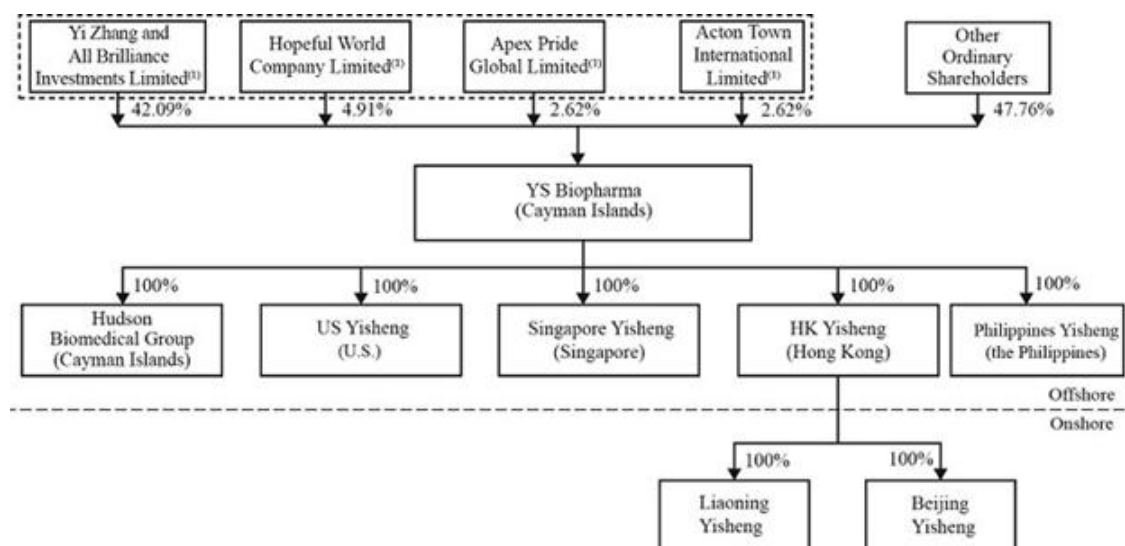 Yi Zhang and
All Brilliance
Investments Limited(1)
Hopeful World
Company Limited(1)
Apex Pride
Global Limited(1)
Acton Town
International
Limited(1)
Other
Ordinary
Shareholders
42.09%
4.91%
2.62%
2.62%
47.76%
YS Biopharma
(Cayman Islands)
100%
100%
100%
100%
100%
Hudson
Biomedical Group
(Cayman Islands)
US Yisheng
(U.S.)
Singapore Yisheng
(Singapore)
HK Yisheng
(Hong Kong)
Philippines Yisheng
(the Philippines)
Offshore
Onshore
100%
100%
Liaoning
Yisheng
Beijing
Yisheng